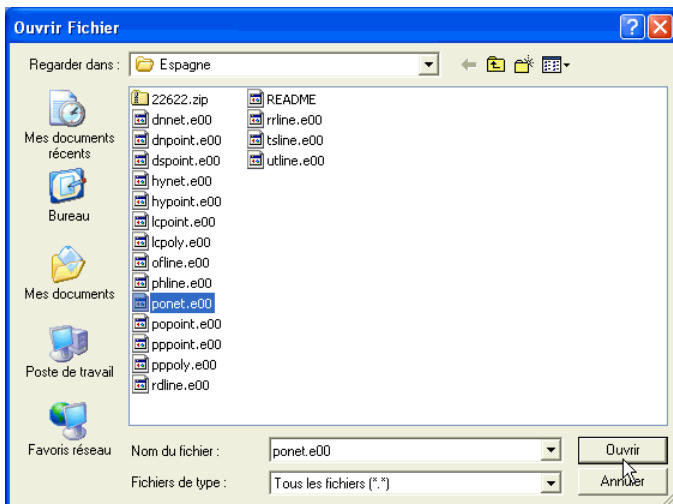 Ouvrir Fichier
Regarder dans :
Espagne
Mes documents
récents
Bureau
Mes documents
Poste de travail
Favoris réseau
22622.zip
dnnet.e00
dnpoint.e00
dspoint.e00
hynet.e00
hypoint.e00
lcpoint.e00
lcpoly.e00
ofline.e00
phline.e00
ponet.e00
popoint.e00
pppoint.e00
pppoly.e00
rdline.e00
README
rrline.e00
tsline.e00
utline.e00
Nom du fichier :
ponet.e00
Ouvrir
Fichiers de type :
Tous les fichiers (*.*)
Annuler